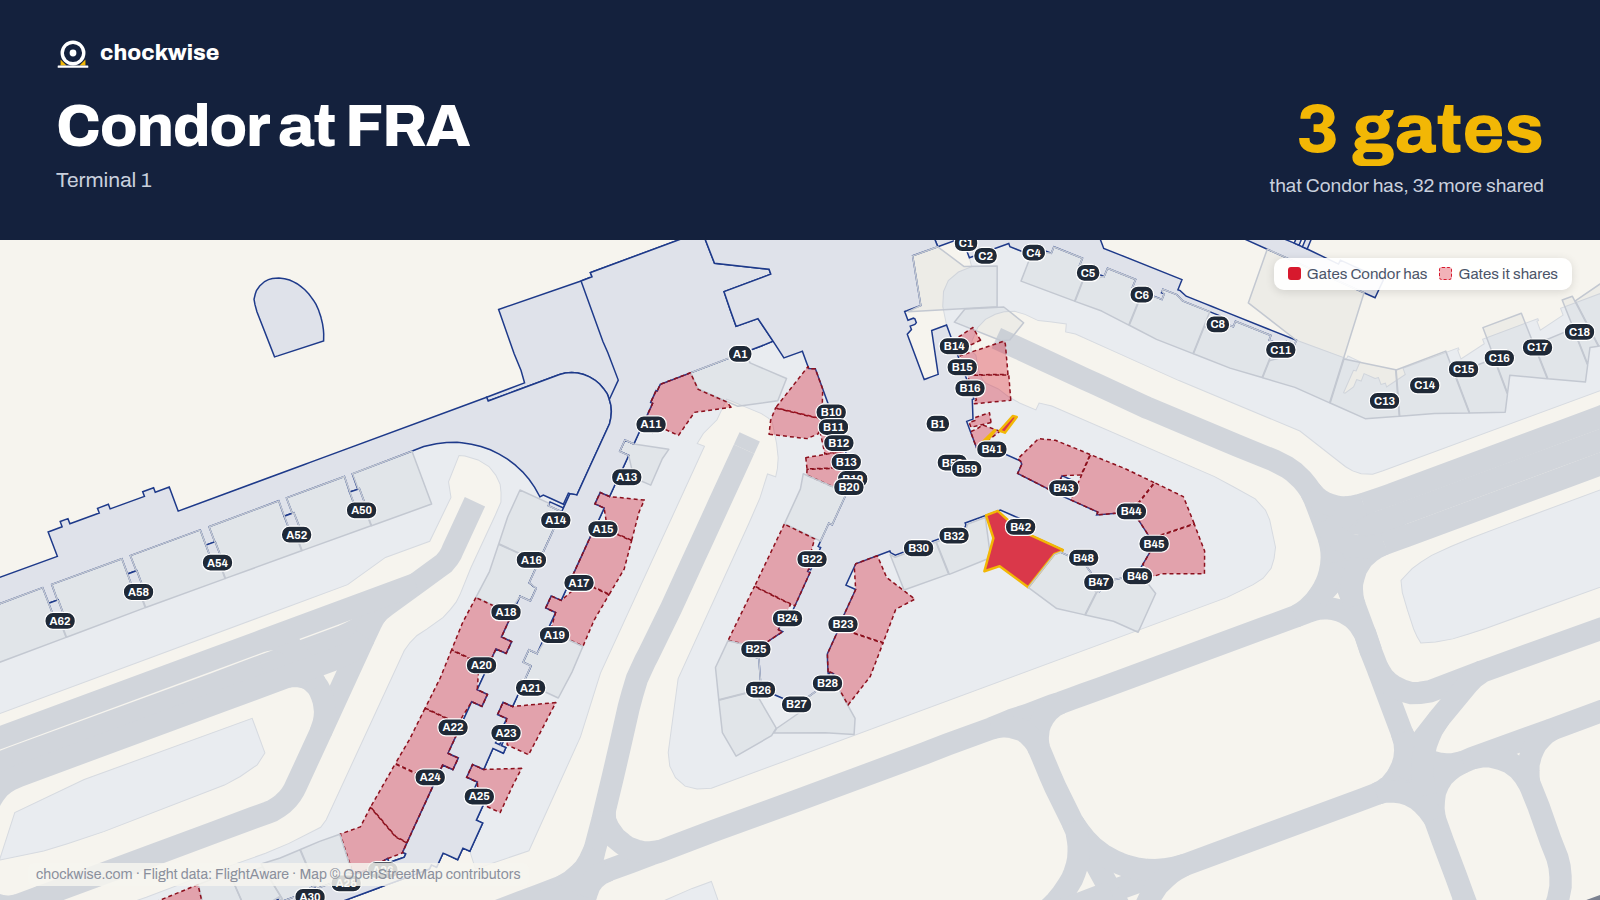 chockwise
Condor at FRA
Terminal 1
3 gates
that Condor has, 32 more shared
Gates Condor has
Gates it shares
C1
C2
C4
C5
C6
C8
C11
C13
C14
C15
C16
C17
C18
A1
A11
A13
A14
A15
A16
A17
A18
A19
A20
A21
A22
A23
A24
A25
A30
A50
A52
A54
A58
A62
B1
B10
B11
B12
B13
B14
B15
B16
B20
B22
B23
B24
B25
B26
B27
B28
B30
B32
B41
B42
B43
B44
B45
B46
B47
B48
B59
chockwise.com · Flight data: FlightAware · Map © OpenStreetMap contributors